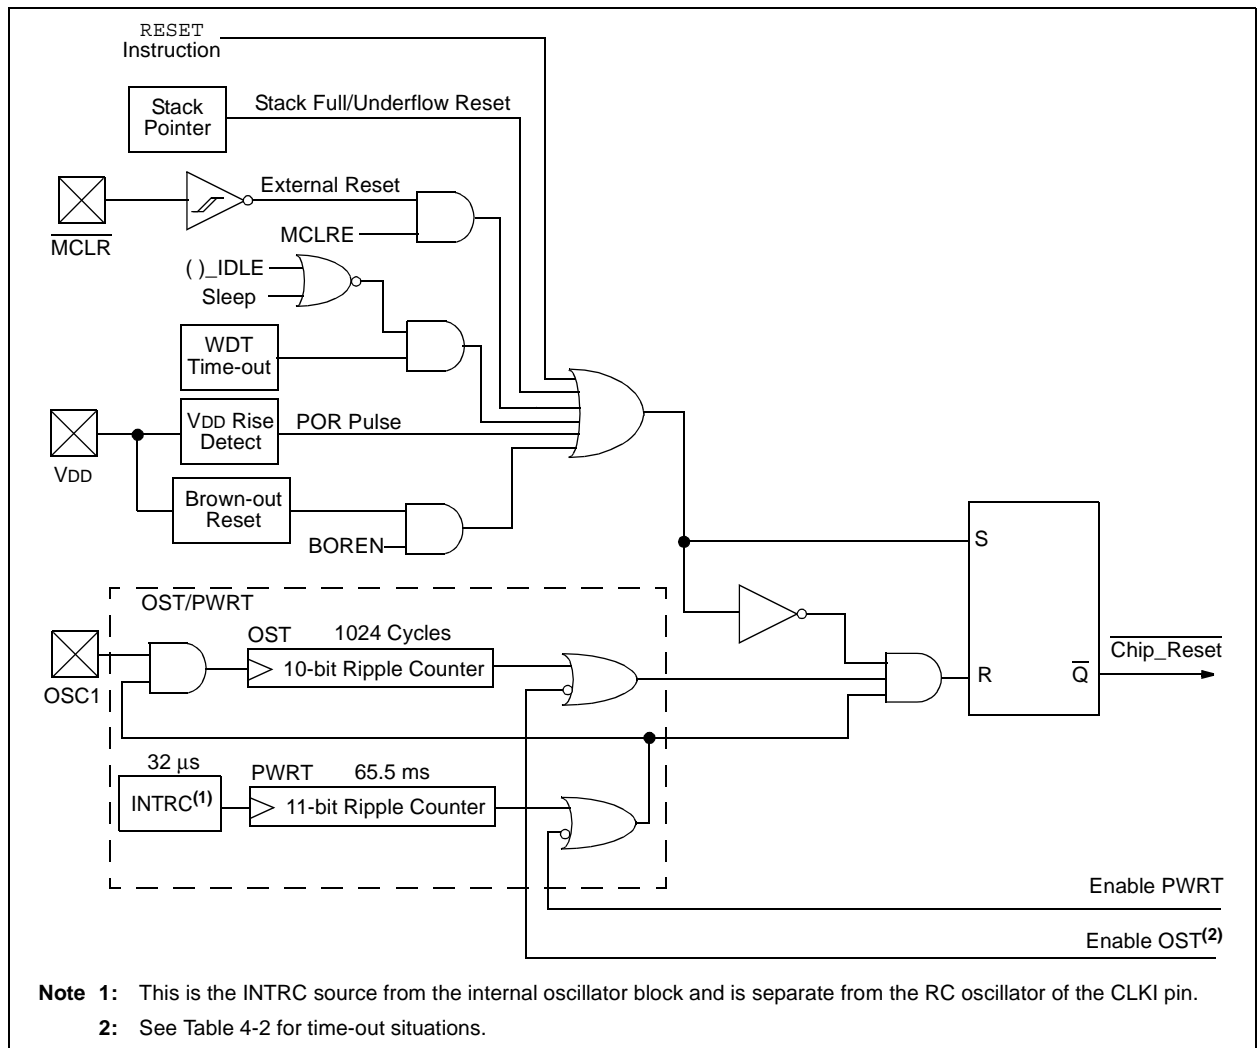 RESET
Instruction
Stack
Pointer
Stack Full/Underflow Reset
External Reset
MCLR
MCLRE
( )_IDLE
Sleep
WDT
Time-out
VDD Rise
Detect
POR Pulse
VDD
Brown-out
Reset
BOREN
S
OST/PWRT
OST 1024 Cycles
10-bit Ripple Counter
OSC1
Chip_Reset
R
Q
32 μs
PWRT 65.5 ms
INTRC(1)
11-bit Ripple Counter
Enable PWRT
Enable OST(2)
Note 1: This is the INTRC source from the internal oscillator block and is separate from the RC oscillator of the CLKI pin.
2: See Table 4-2 for time-out situations.